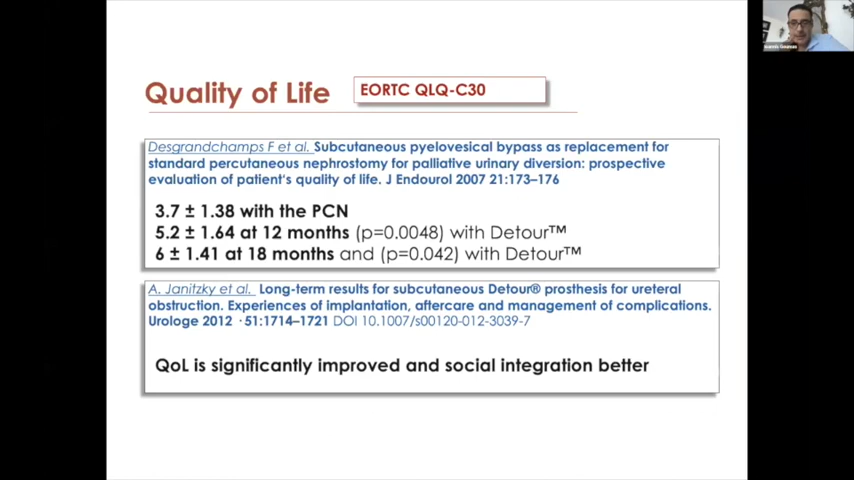 Quality of Life
EORTC QLQ-C30
Desgrandchamps F et al. Subcutaneous pyelovesical bypass as replacement for
standard percutaneous nephrostomy for palliative urinary diversion: prospective
evaluation of patient's quality of life. J Endourol 2007 21:173–176
3.7 ± 1.38 with the PCN
5.2 ± 1.64 at 12 months (p=0.0048) with Detour™
6 ± 1.41 at 18 months and (p=0.042) with Detour™
A. Janitzky et al. Long-term results for subcutaneous Detour® prosthesis for ureteral
obstruction. Experiences of implantation, aftercare and management of complications.
Urologe 2012 · 51:1714–1721 DOI 10.1007/s00120-012-3039-7
QoL is significantly improved and social integration better